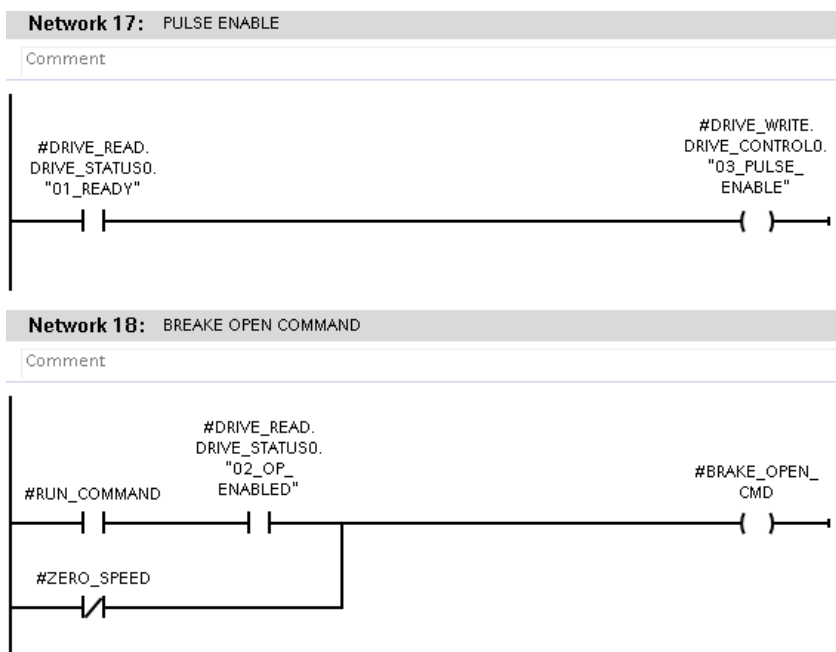 Network 17: PULSE ENABLE
Comment
#DRIVE_READ.
DRIVE_STATUS0.
"01_READY"
#DRIVE_WRITE.
DRIVE_CONTROL0.
"03_PULSE_
ENABLE"
Network 18: BREAKE OPEN COMMAND
Comment
#RUN_COMMAND
#DRIVE_READ.
DRIVE_STATUS0.
"02_OP_
ENABLED"
#BRAKE_OPEN_
CMD
#ZERO_SPEED